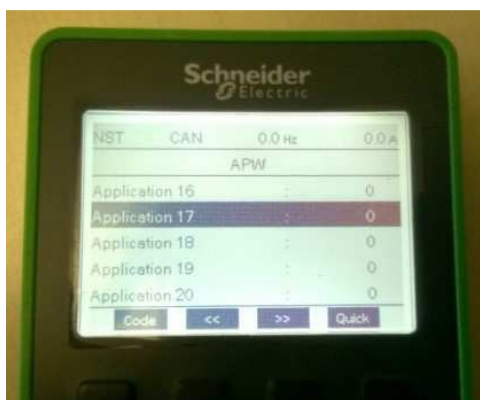 Schneider
Electric
NST CAN 0.0 Hz 0.0 A
APW
Application 16 : 0
Application 17 : 0
Application 18 : 0
Application 19 : 0
Application 20 : 0
Code << >> Quick